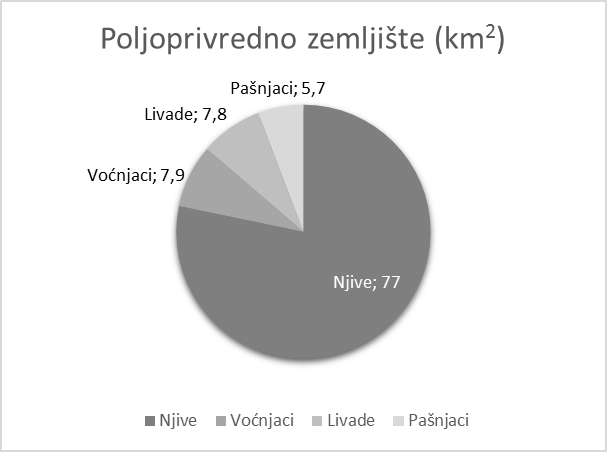 Poljoprivredno zemljište (km²)
Pašnjaci; 5,7
Livade; 7,8
Voćnjaci; 7,9
Njive; 77
Njive Voćnjaci Livade Pašnjaci